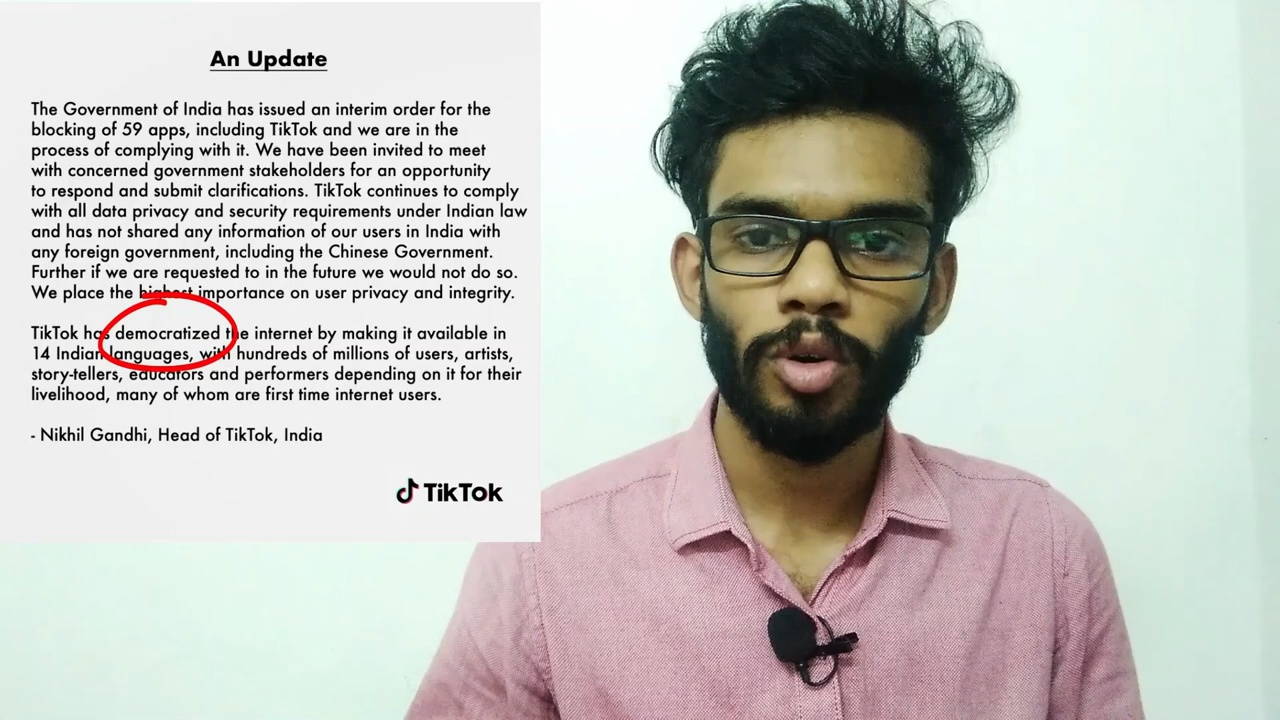 An Update
The Government of India has issued an interim order for the
blocking of 59 apps, including TikTok and we are in the
process of complying with it. We have been invited to meet
with concerned government stakeholders for an opportunity
to respond and submit clarifications. TikTok continues to comply
with all data privacy and security requirements under Indian law
and has not shared any information of our users in India with
any foreign government, including the Chinese Government.
Further if we are requested to in the future we would not do so.
We place the highest importance on user privacy and integrity.
TikTok has democratized the internet by making it available in
14 Indian languages, with hundreds of millions of users, artists,
story-tellers, educators and performers depending on it for their
livelihood, many of whom are first time internet users.
- Nikhil Gandhi, Head of TikTok, India
TikTok